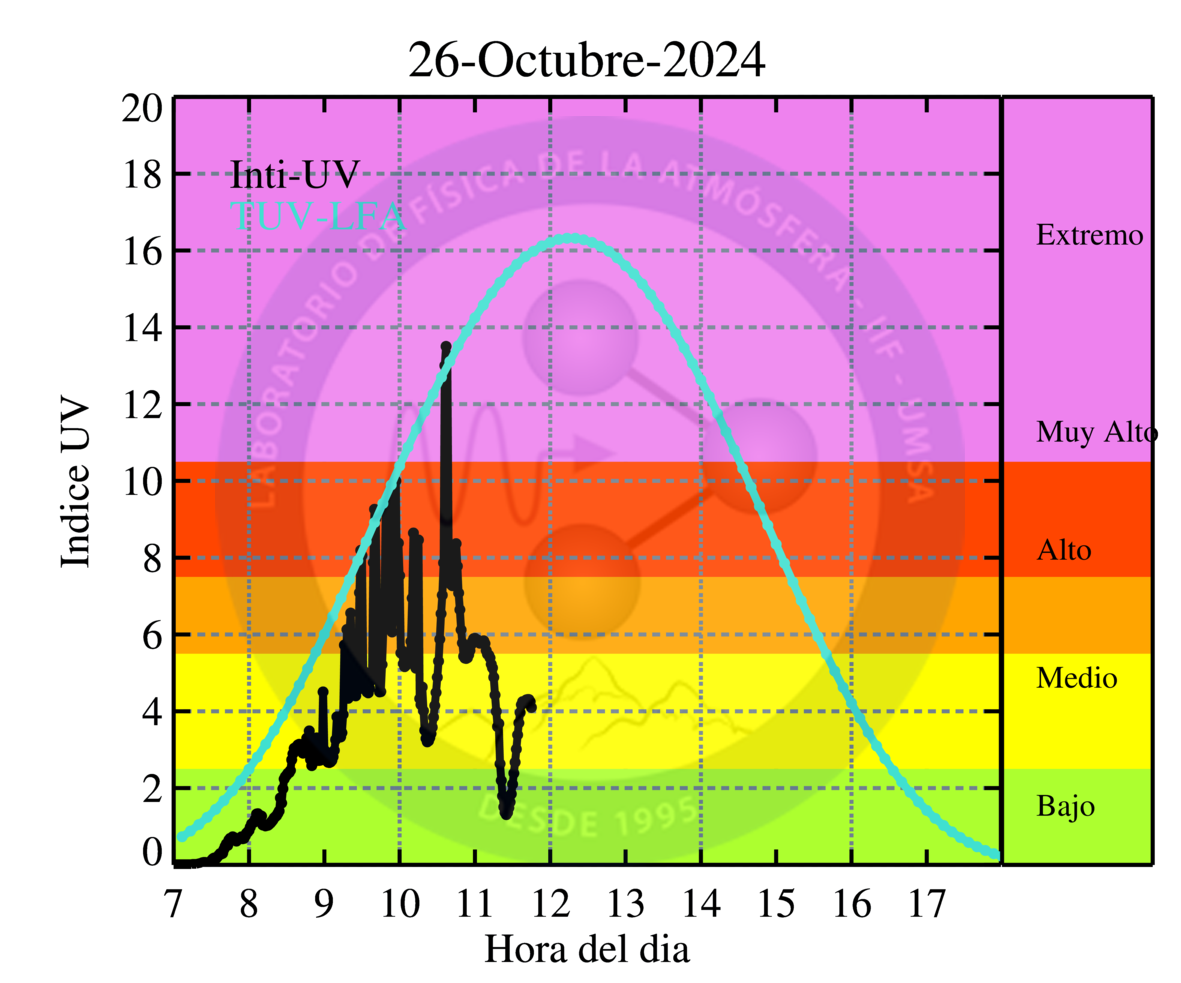 26-Octubre-2024
Indice UV
20
18
16
14
12
10
8
6
4
2
0
Inti-UV
TUV-LFA
LABORATORIO DE FÍSICA DE LA ATMÓSFERA - IIF - UMSA
DESDE 1995
Extremo
Muy Alto
Alto
Medio
Bajo
7 8 9 10 11 12 13 14 15 16 17
Hora del dia